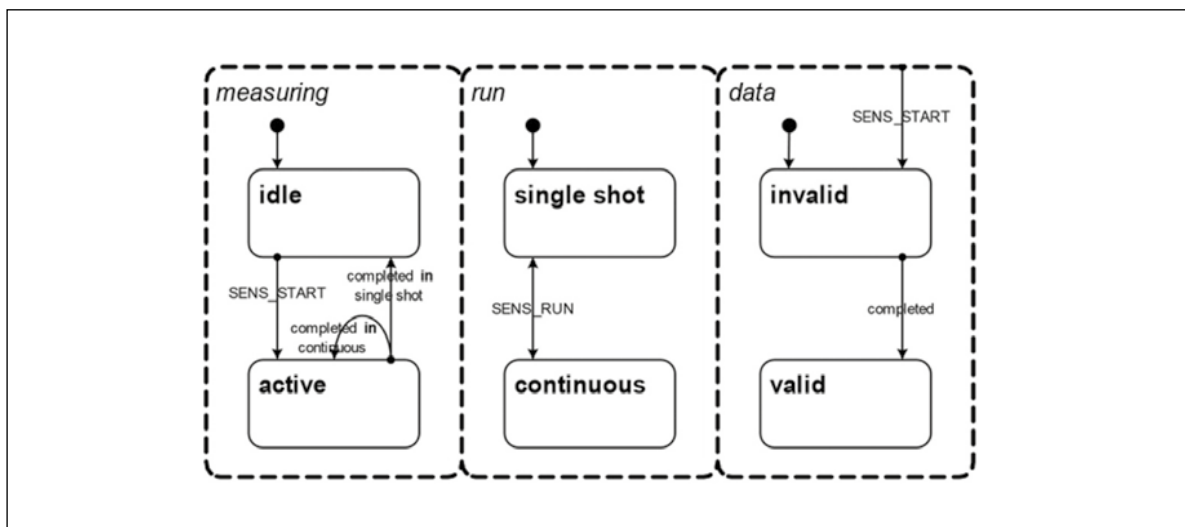 measuring
idle
SENS_START
completed in
single shot
completed in
continuous
active
run
single shot
SENS_RUN
continuous
data
SENS_START
invalid
completed
valid